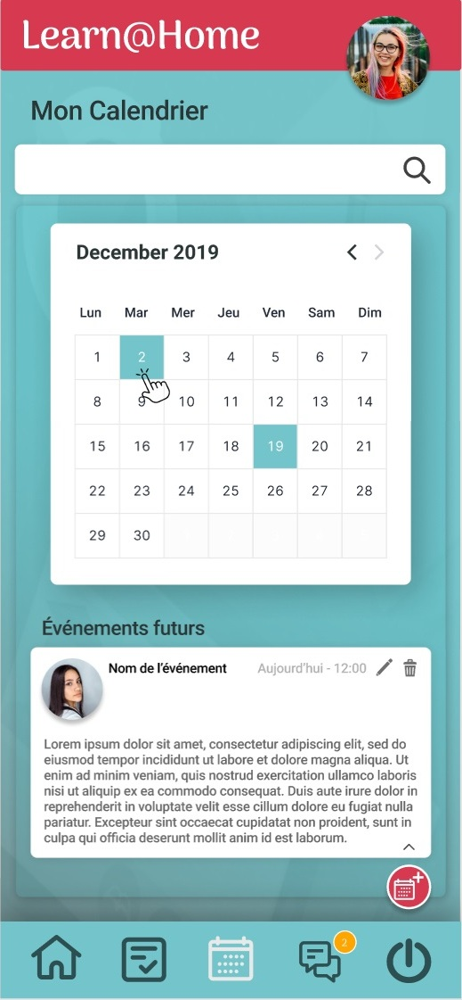 Learn@Home
Mon Calendrier
December 2019
Lun Mar Mer Jeu Ven Sam Dim
1 2 3 4 5 6 7
8 9 10 11 12 13 14
15 16 17 18 19 20 21
22 23 24 25 26 27 28
29 30
Événements futurs
Nom de l'événement Aujourd'hui - 12:00
Lorem ipsum dolor sit amet, consectetur adipiscing elit, sed do
eiusmod tempor incididunt ut labore et dolore magna aliqua. Ut
enim ad minim veniam, quis nostrud exercitation ullamco laboris
nisi ut aliquip ex ea commodo consequat. Duis aute irure dolor in
reprehenderit in voluptate velit esse cillum dolore eu fugiat nulla
pariatur. Excepteur sint occaecat cupidatat non proident, sunt in
culpa qui officia deserunt mollit anim id est laborum.
2